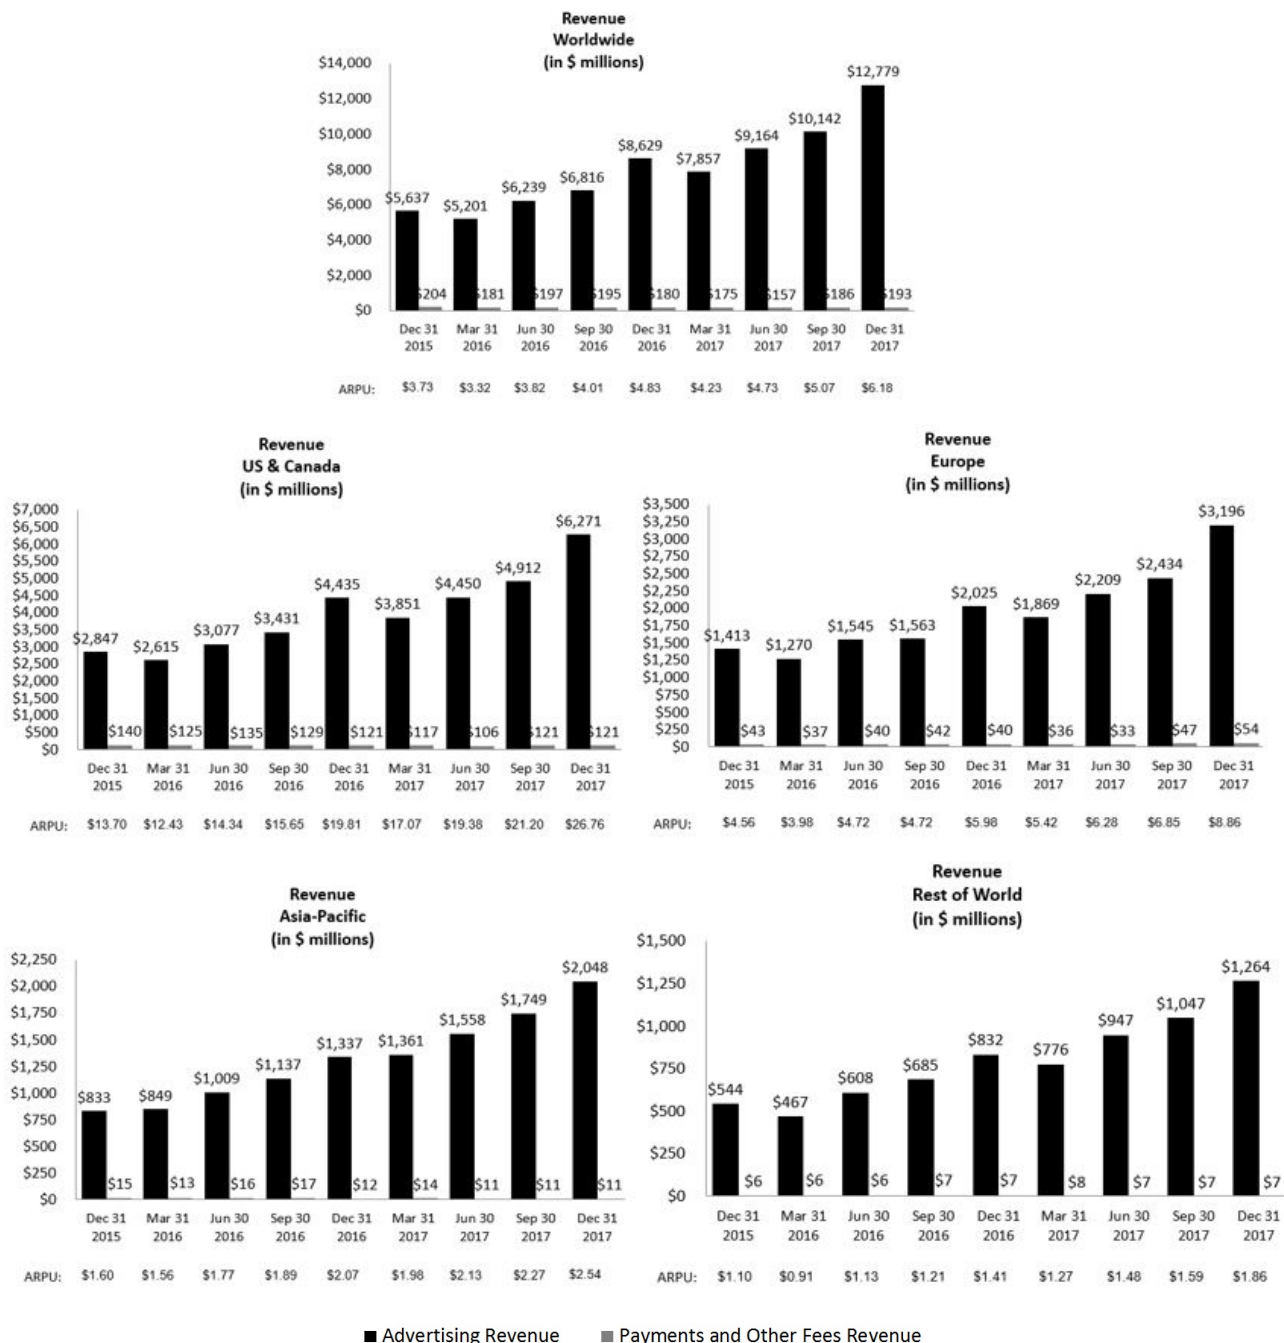 Revenue
Worldwide
(in $ millions)
$14,000
$12,000
$10,000
$8,000
$6,000
$4,000
$2,000
$0
$5,637 $5,201 $6,239 $6,816 $8,629 $7,857 $9,164 $10,142 $12,779
$204 $181 $197 $195 $180 $175 $157 $186 $193
Dec 31 Mar 31 Jun 30 Sep 30 Dec 31 Mar 31 Jun 30 Sep 30 Dec 31
2015 2016 2016 2016 2016 2017 2017 2017 2017
ARPU: $3.73 $3.32 $3.82 $4.01 $4.83 $4.23 $4.73 $5.07 $6.18
Revenue
US & Canada
(in $ millions)
$7,000
$6,500
$6,000
$5,500
$5,000
$4,500
$4,000
$3,500
$3,000
$2,500
$2,000
$1,500
$1,000
$500
$0
$2,847 $2,615 $3,077 $3,431 $4,435 $3,851 $4,450 $4,912 $6,271
$140 $125 $135 $129 $121 $117 $106 $121 $121
Dec 31 Mar 31 Jun 30 Sep 30 Dec 31 Mar 31 Jun 30 Sep 30 Dec 31
2015 2016 2016 2016 2016 2017 2017 2017 2017
ARPU: $13.70 $12.43 $14.34 $15.65 $19.81 $17.07 $19.38 $21.20 $26.76
Revenue
Europe
(in $ millions)
$3,500
$3,250
$3,000
$2,750
$2,500
$2,250
$2,000
$1,750
$1,500
$1,250
$1,000
$750
$500
$250
$0
$1,413 $1,270 $1,545 $1,563 $2,025 $1,869 $2,209 $2,434 $3,196
$43 $37 $40 $42 $40 $36 $33 $47 $54
Dec 31 Mar 31 Jun 30 Sep 30 Dec 31 Mar 31 Jun 30 Sep 30 Dec 31
2015 2016 2016 2016 2016 2017 2017 2017 2017
ARPU: $4.56 $3.98 $4.72 $4.72 $5.98 $5.42 $6.28 $6.85 $8.86
Revenue
Asia-Pacific
(in $ millions)
$2,250
$2,000
$1,750
$1,500
$1,250
$1,000
$750
$500
$250
$0
$833 $849 $1,009 $1,137 $1,337 $1,361 $1,558 $1,749 $2,048
$15 $13 $16 $17 $12 $14 $11 $11 $11
Dec 31 Mar 31 Jun 30 Sep 30 Dec 31 Mar 31 Jun 30 Sep 30 Dec 31
2015 2016 2016 2016 2016 2017 2017 2017 2017
ARPU: $1.60 $1.56 $1.77 $1.89 $2.07 $1.98 $2.13 $2.27 $2.54
Revenue
Rest of World
(in $ millions)
$1,500
$1,250
$1,000
$750
$500
$250
$0
$544 $467 $608 $685 $832 $776 $947 $1,047 $1,264
$6 $6 $6 $7 $7 $8 $7 $7 $7
Dec 31 Mar 31 Jun 30 Sep 30 Dec 31 Mar 31 Jun 30 Sep 30 Dec 31
2015 2016 2016 2016 2016 2017 2017 2017 2017
ARPU: $1.10 $0.91 $1.13 $1.21 $1.41 $1.27 $1.48 $1.59 $1.86
Advertising Revenue Payments and Other Fees Revenue